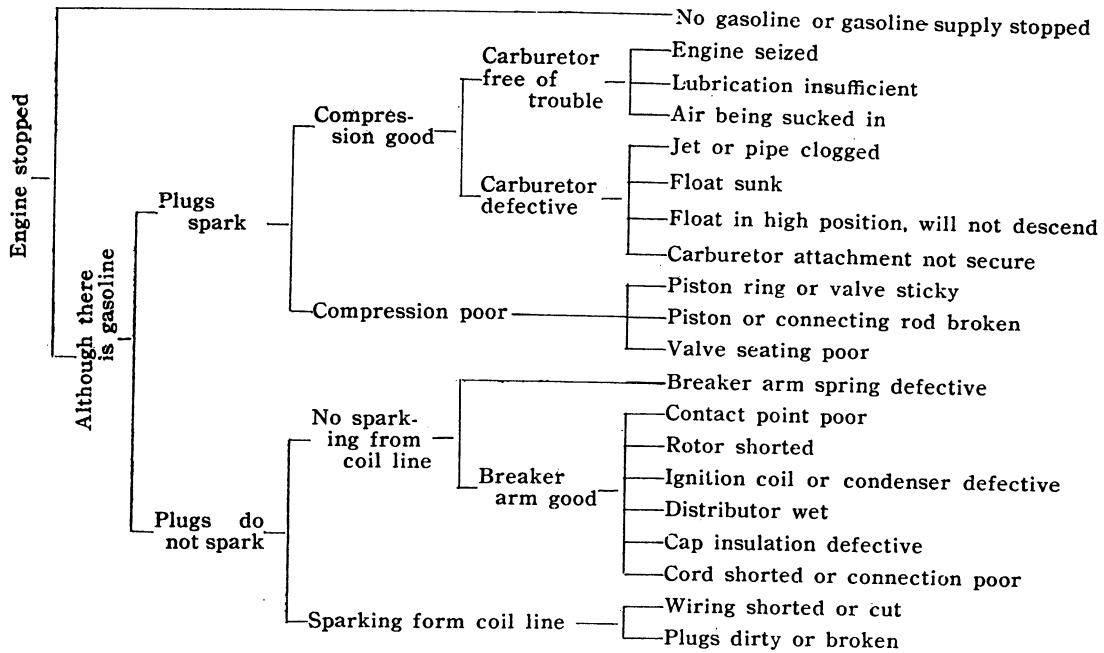 Engine stopped
No gasoline or gasoline supply stopped
Although there
is gasoline
Plugs
spark
Compres-
sion good
Carburetor
free of
trouble
Engine seized
Lubrication insufficient
Air being sucked in
Carburetor
defective
Jet or pipe clogged
Float sunk
Float in high position, will not descend
Carburetor attachment not secure
Compression poor
Piston ring or valve sticky
Piston or connecting rod broken
Valve seating poor
Plugs do
not spark
No spark-
ing from
coil line
Breaker arm spring defective
Breaker
arm good
Contact point poor
Rotor shorted
Ignition coil or condenser defective
Distributor wet
Cap insulation defective
Cord shorted or connection poor
Sparking form coil line
Wiring shorted or cut
Plugs dirty or broken